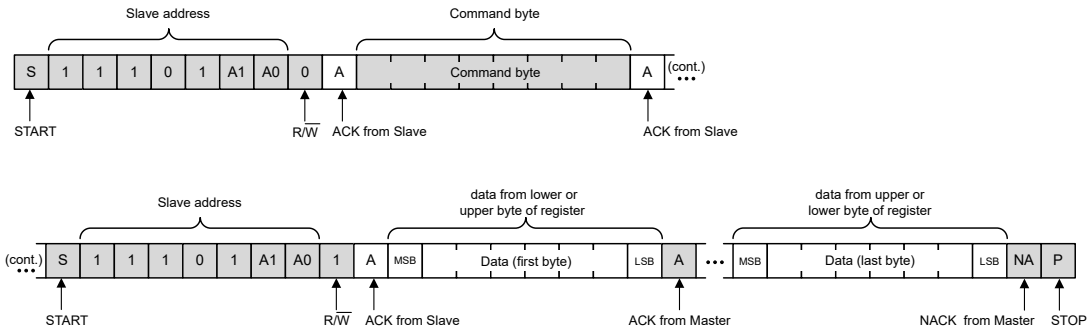 Slave address
Command byte
S 1 1 1 0 1 A1 A0 0 A Command byte A (cont.)
•••
START R/W̅ ACK from Slave ACK from Slave
Slave address
data from lower or
upper byte of register
data from upper or
lower byte of register
(cont.) S 1 1 1 0 1 A1 A0 1 A MSB Data (first byte) LSB A ••• MSB Data (last byte) LSB NA P
•••
START R/W̅ ACK from Slave ACK from Master NACK from Master STOP